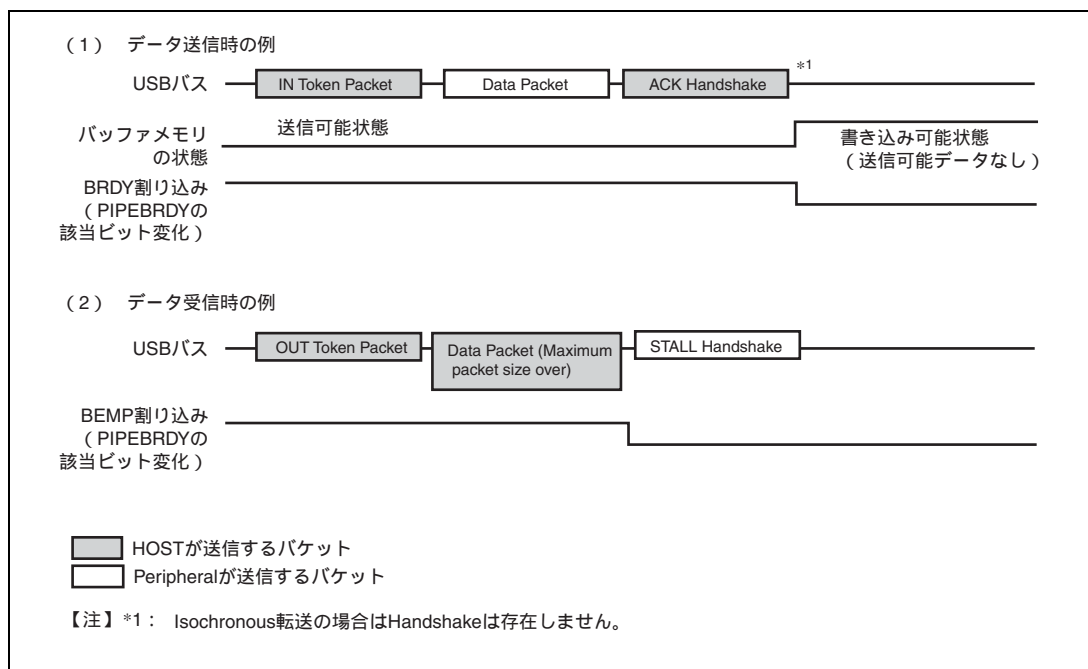 （1） データ送信時の例
*1
USBバス
IN Token Packet
Data Packet
ACK Handshake
バッファメモリ
の状態
送信可能状態
書き込み可能状態
（送信可能データなし）
BRDY割り込み
（PIPEBRDYの
該当ビット変化）
（2） データ受信時の例
USBバス
OUT Token Packet
Data Packet (Maximum
packet size over)
STALL Handshake
BEMP割り込み
（PIPEBRDYの
該当ビット変化）
HOSTが送信するパケット
Peripheralが送信するパケット
【注】*1： Isochronous転送の場合はHandshakeは存在しません。